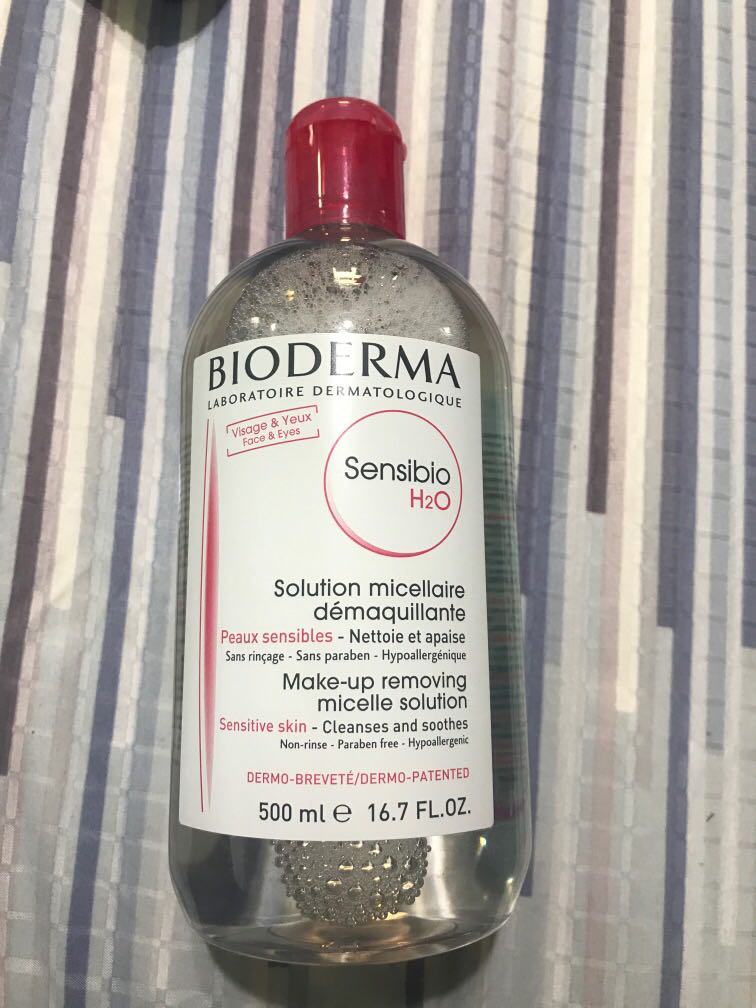 BIODERMA
LABORATOIRE DERMATOLOGIQUE
Visage & Yeux
Face & Eyes
Sensibio
H2O
Solution micellaire
démaquillante
Peaux sensibles - Nettoie et apaise
Sans rinçage - Sans paraben - Hypoallergénique
Make-up removing
micelle solution
Sensitive skin - Cleanses and soothes
Non-rinse - Paraben free - Hypoallergenic
DERMO-BREVETÉ/DERMO-PATENTED
500 ml ℮ 16.7 FL.OZ.